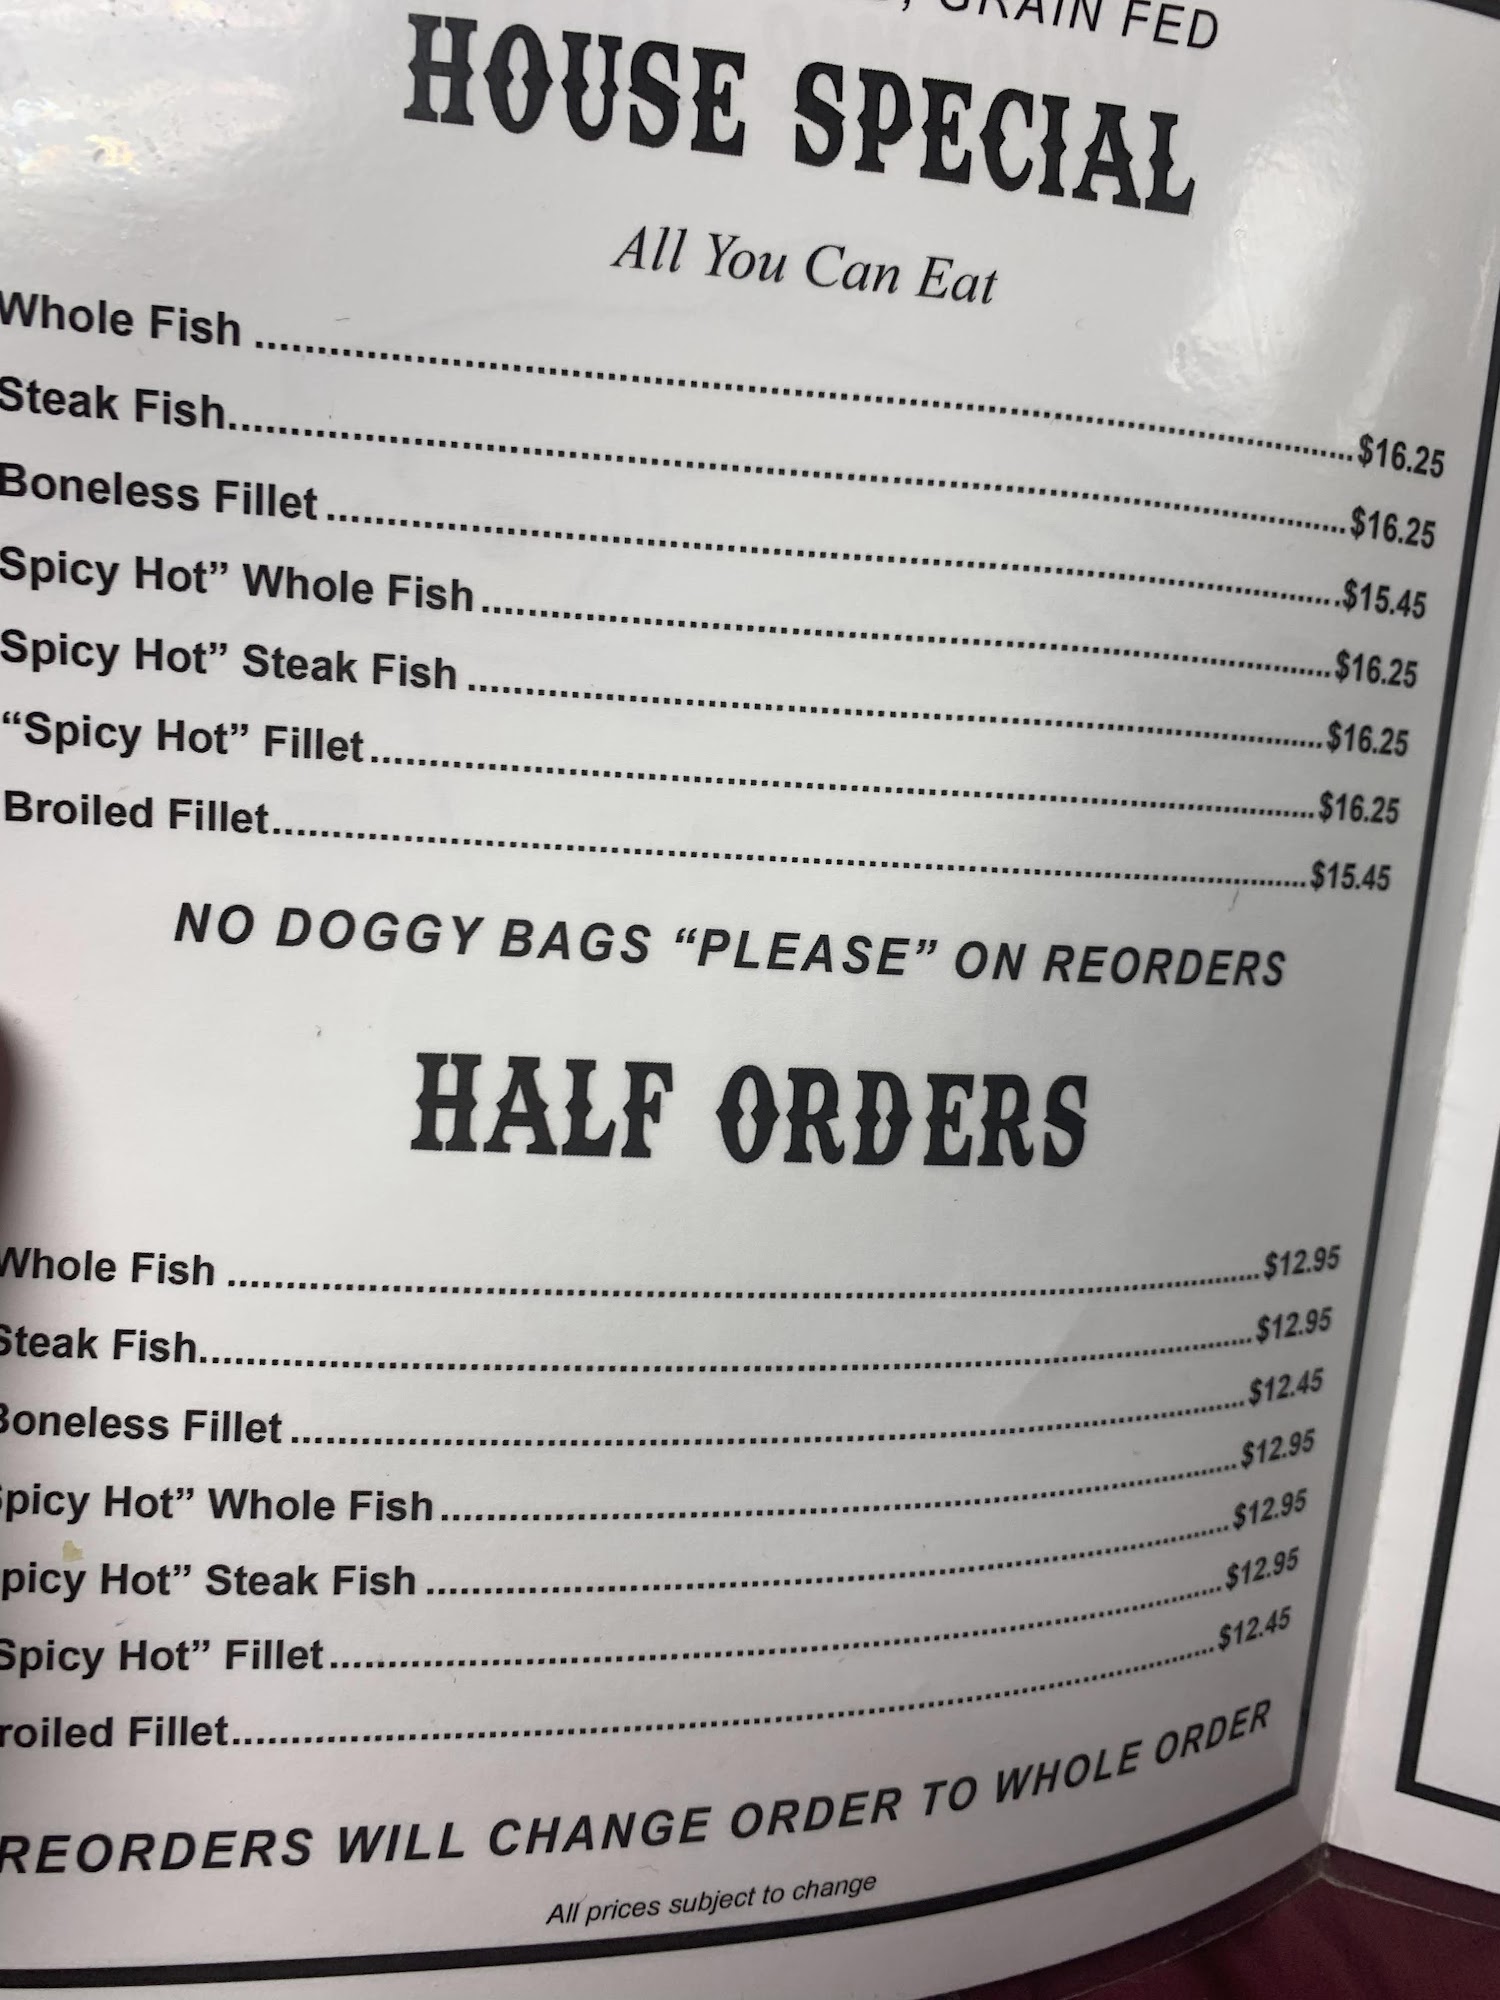 GRAIN FED
HOUSE SPECIAL
All You Can Eat
Whole Fish ........ $16.25
Steak Fish ........ $16.25
Boneless Fillet ........ $15.45
Spicy Hot” Whole Fish ........ $16.25
Spicy Hot” Steak Fish ........ $16.25
“Spicy Hot” Fillet ........ $16.25
Broiled Fillet ........ $15.45
NO DOGGY BAGS “PLEASE” ON REORDERS
HALF ORDERS
Whole Fish ........ $12.95
Steak Fish ........ $12.95
Boneless Fillet ........ $12.45
picy Hot” Whole Fish ........ $12.95
picy Hot” Steak Fish ........ $12.95
Spicy Hot” Fillet ........ $12.95
roiled Fillet ........ $12.45
REORDERS WILL CHANGE ORDER TO WHOLE ORDER
All prices subject to change